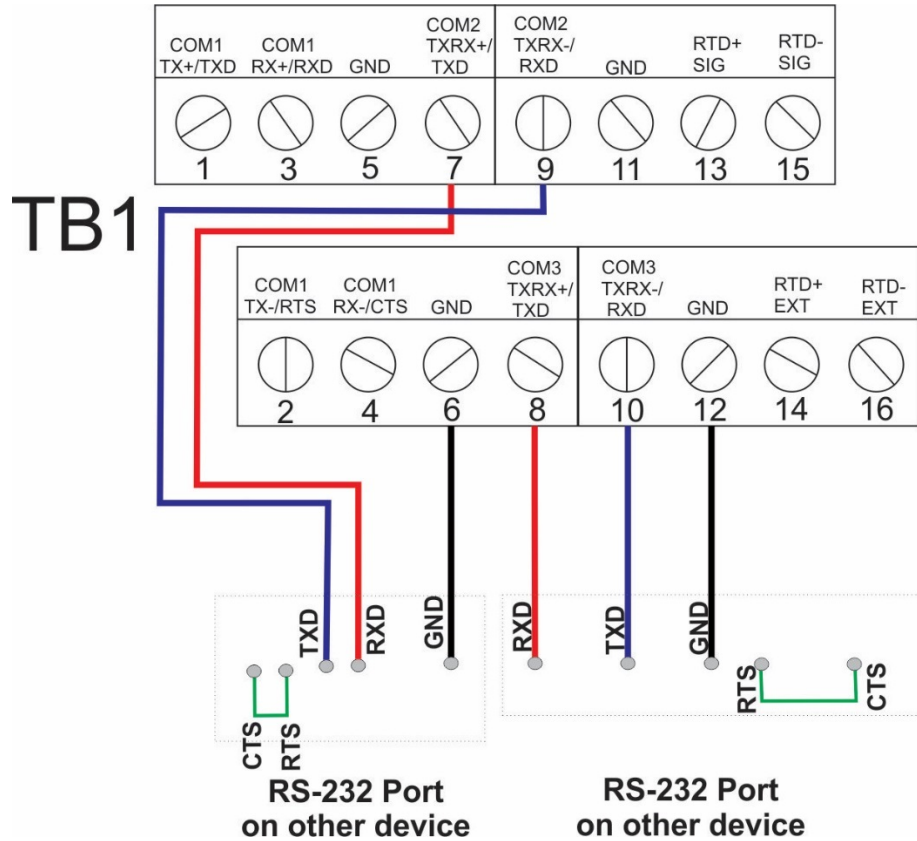 COM1
TX+/TXD
COM1
RX+/RXD
GND
COM2
TXRX+/
TXD
COM2
TXRX-/
RXD
GND
RTD+
SIG
RTD-
SIG
1 3 5 7 9 11 13 15
TB1
COM1
TX-/RTS
COM1
RX-/CTS
GND
COM3
TXRX+/
TXD
COM3
TXRX-/
RXD
GND
RTD+
EXT
RTD-
EXT
2 4 6 8 10 12 14 16
TXD
RXD
GND
CTS
RTS
RXD
TXD
GND
RTS
CTS
RS-232 Port
on other device
RS-232 Port
on other device